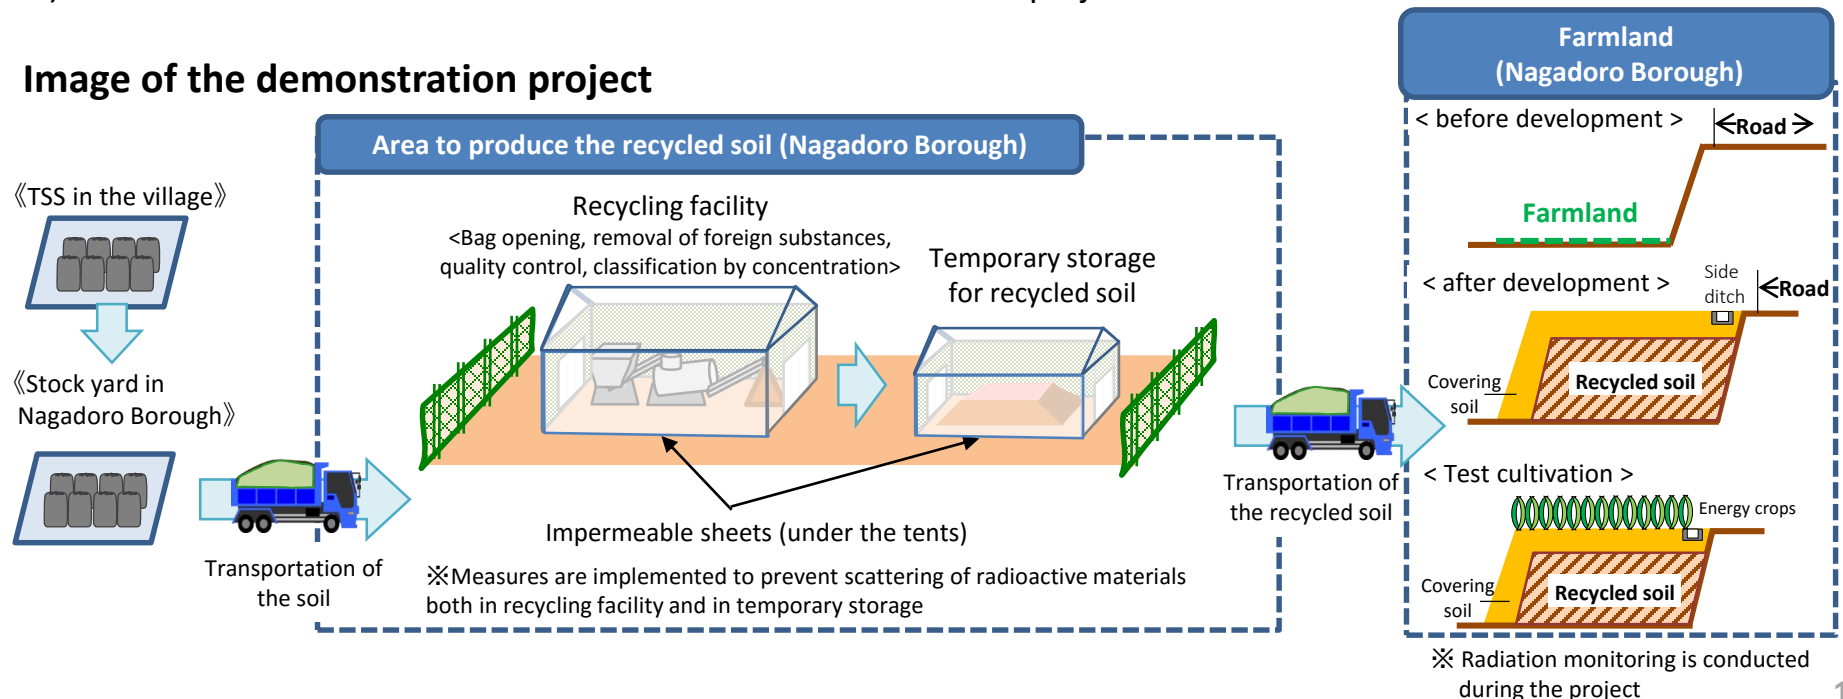 Image of the demonstration project
《TSS in the village》
《Stock yard in
Nagadoro Borough》
Transportation of
the soil
Area to produce the recycled soil (Nagadoro Borough)
Recycling facility
<Bag opening, removal of foreign substances,
quality control, classification by concentration>
Temporary storage
for recycled soil
Impermeable sheets (under the tents)
※Measures are implemented to prevent scattering of radioactive materials
both in recycling facility and in temporary storage
Transportation of
the recycled soil
Farmland
(Nagadoro Borough)
< before development >
Road
Farmland
< after development >
Side
ditch
Road
Covering
soil
Recycled soil
< Test cultivation >
Energy crops
Covering
soil
Recycled soil
※ Radiation monitoring is conducted
during the project